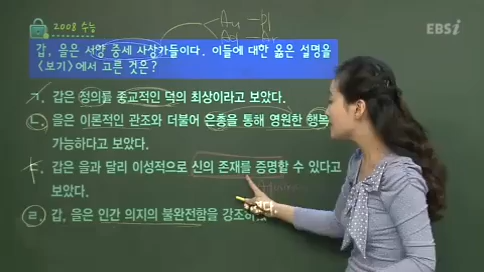 2008 수능
Au - Pl
EBSi
갑, 을은 서양 중세 사상가들이다. 이들에 대한 옳은 설명을
<보기>에서 고른 것은?
ㄱ. 갑은 정의를 종교적인 덕의 최상이라고 보았다.
ㄴ 을은 이론적인 관조와 더불어 은총을 통해 영원한 행복
가능하다고 보았다.
ㄷ. 갑은 을과 달리 이성적으로 신의 존재를 증명할 수 있다고
보았다.
ㄹ. 갑, 을은 인간 의지의 불완전함을 강조하